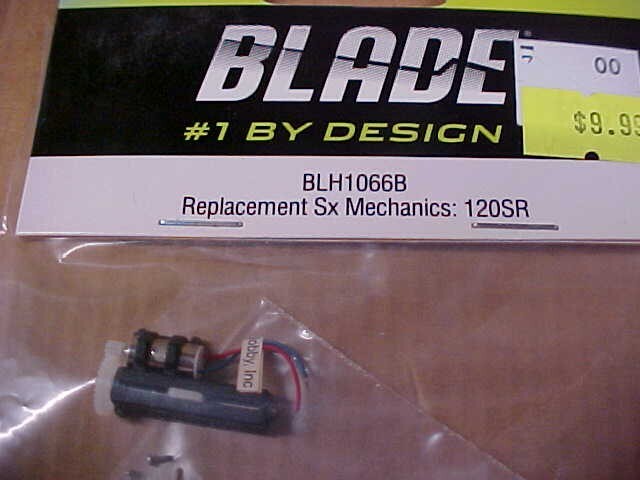 BLADE
00
$9.99
#1 BY DESIGN
BLH1066B
Replacement Sx Mechanics: 120SR
obby, Inc